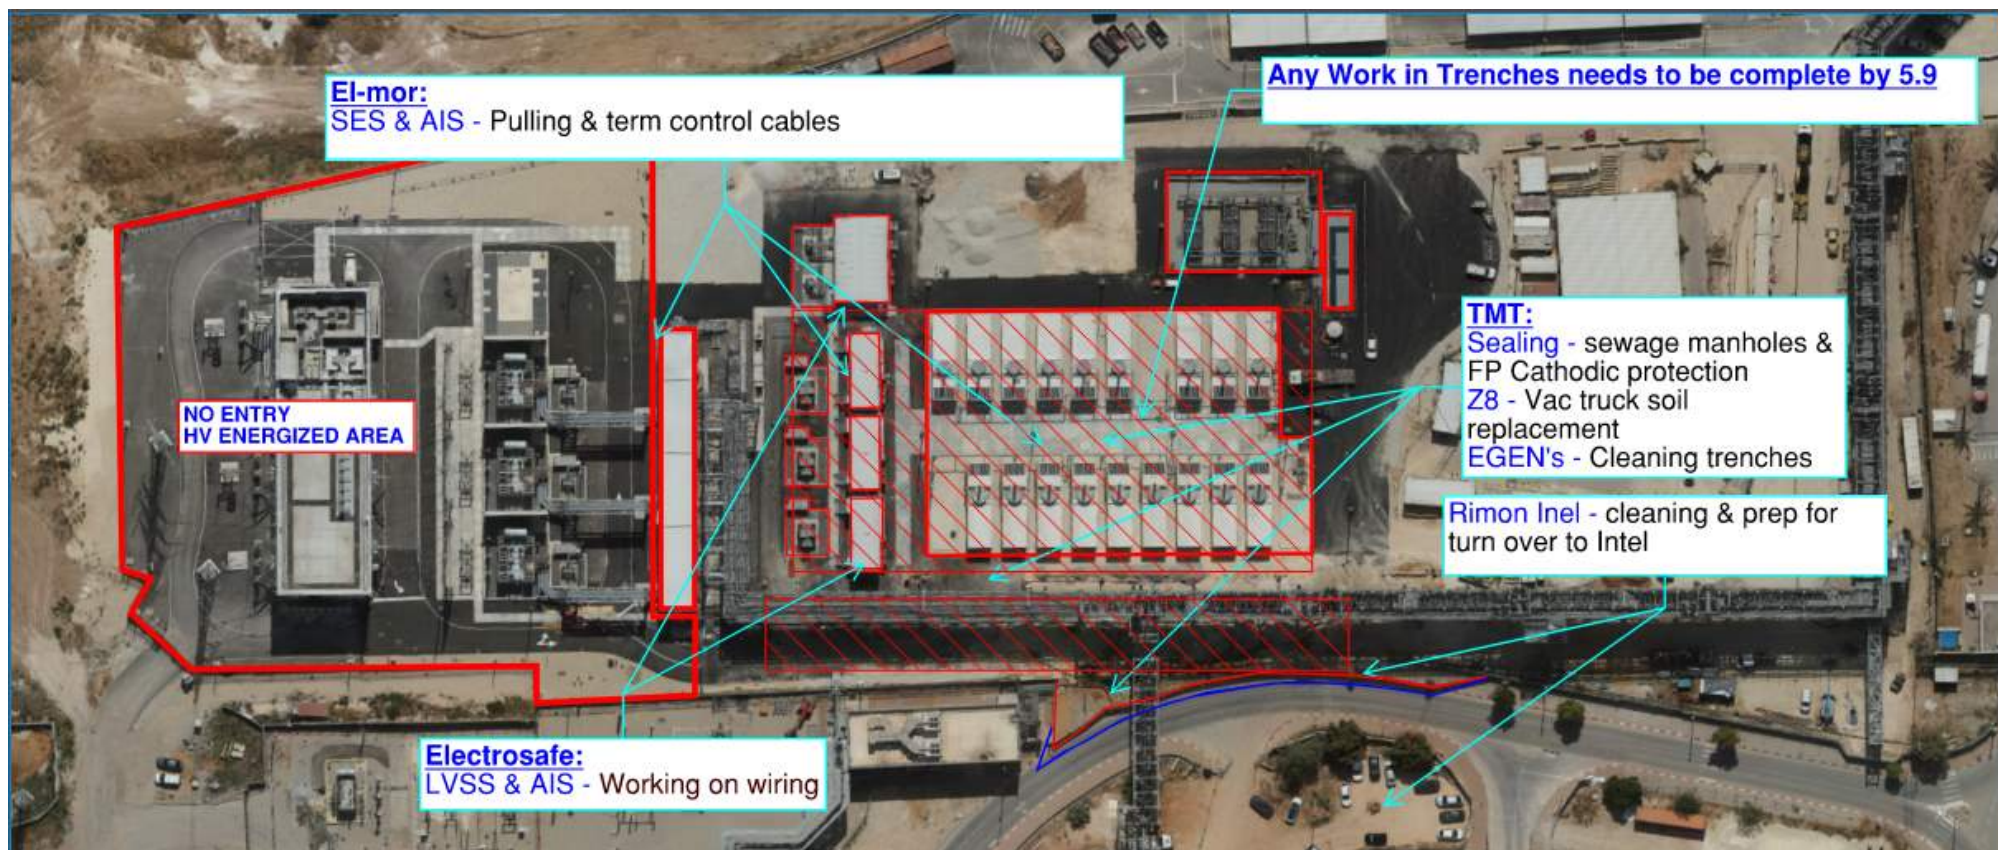 El-mor:
SES & AIS - Pulling & term control cables
Any Work in Trenches needs to be complete by 5.9
TMT:
Sealing - sewage manholes &
FP Cathodic protection
Z8 - Vac truck soil
replacement
EGEN's - Cleaning trenches
NO ENTRY
HV ENERGIZED AREA
Rimon Inel - cleaning & prep for
turn over to Intel
Electrosafe:
LVSS & AIS - Working on wiring